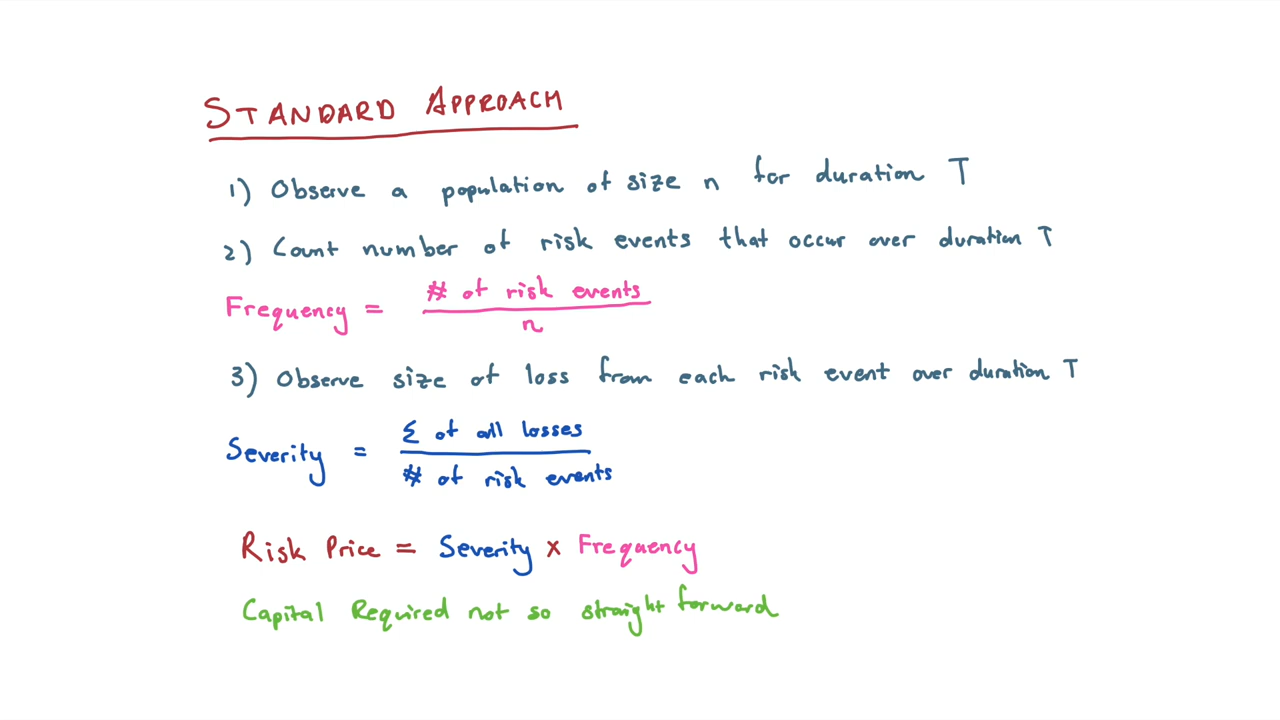 STANDARD APPROACH
1) Observe a population of size n for duration T
2) Count number of risk events that occur over duration T
Frequency = # of risk events / n
3) Observe size of loss from each risk event over duration T
Severity = Σ of all losses / # of risk events
Risk Price = Severity x Frequency
Capital Required not so straight forward